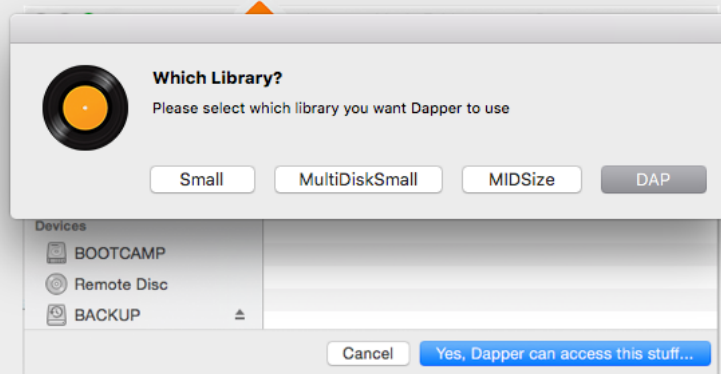 Which Library?
Please select which library you want Dapper to use
Small MultiDiskSmall MIDSize DAP
Devices
BOOTCAMP
Remote Disc
BACKUP
Cancel Yes, Dapper can access this stuff...